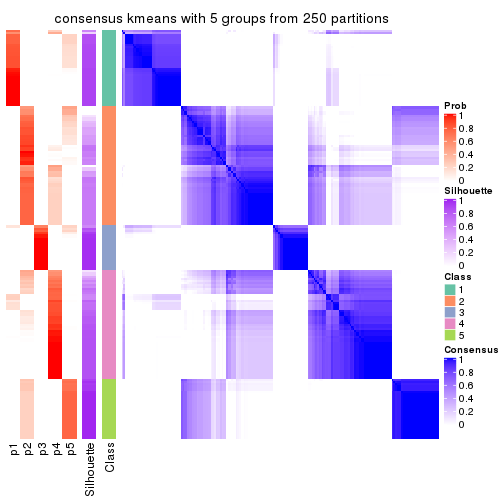 consensus kmeans with 5 groups from 250 partitions
Prob
1
0.8
0.6
0.4
0.2
0
Silhouette
1
0.8
0.6
0.4
0.2
0
Class
1
2
3
4
5
Consensus
1
0.8
0.6
0.4
0.2
0
p1
p2
p3
p4
p5
Silhouette
Class